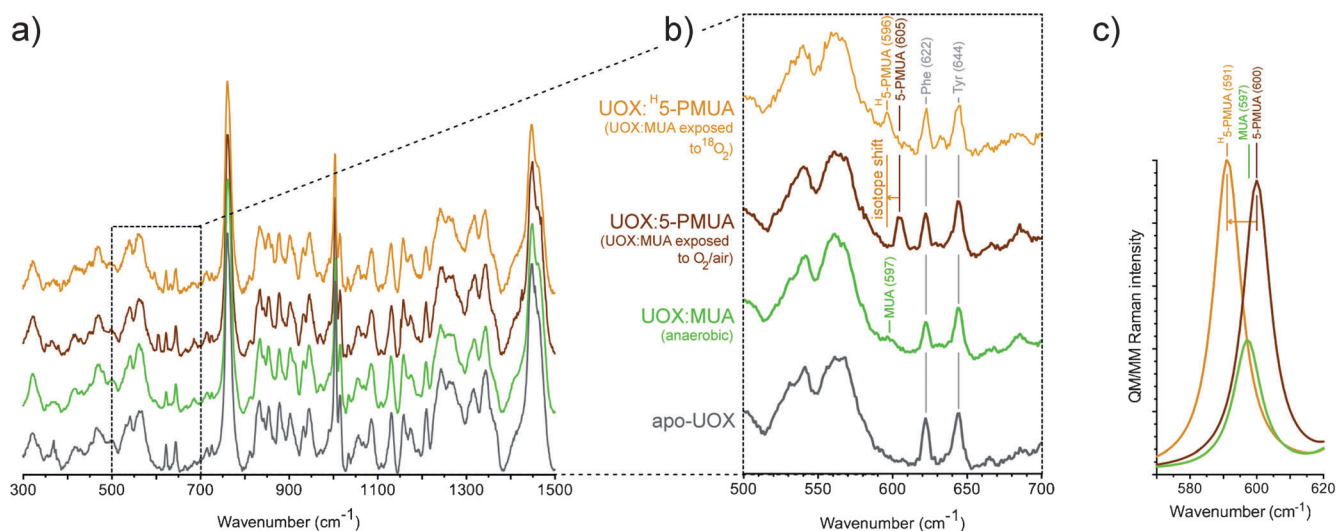 a)
300 500 700 900 1100 1300 1500
Wavenumber (cm⁻¹)
b)
UOX:ᴴ5-PMUA
(UOX:MUA exposed
to¹⁸O₂)
UOX:5-PMUA
(UOX:MUA exposed
to O₂/air)
UOX:MUA
(anaerobic)
apo-UOX
ᴴ5-PMUA (596)
5-PMUA (605)
Phe (622)
Tyr (644)
isotope shift
MUA (597)
500 550 600 650 700
Wavenumber (cm⁻¹)
c)
ᴴ5-PMUA (591)
MUA (597)
5-PMUA (600)
QM/MM Raman intensity
580 600 620
Wavenumber (cm⁻¹)